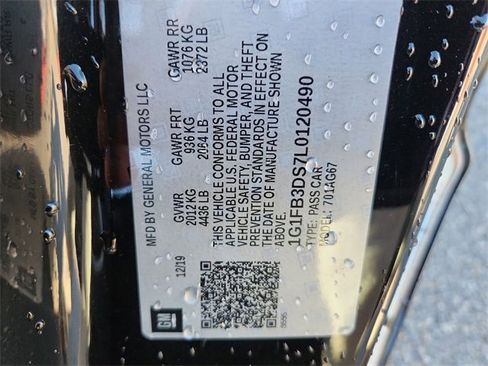 MFD BY GENERAL MOTORS LLC
12/19
GVWR GAWR FRT GAWR RR
2012 KG 936 KG 1076 KG
4436 LB 2064 LB 2372 LB
THIS VEHICLE CONFORMS TO ALL
APPLICABLE U.S. FEDERAL MOTOR
VEHICLE SAFETY, BUMPER, AND THEFT
PREVENTION STANDARDS IN EFFECT ON
THE DATE OF MANUFACTURE SHOWN
ABOVE.
1G1FB3DS7L0120490
TYPE: PASS CAR
MODEL: 701AG67
GM